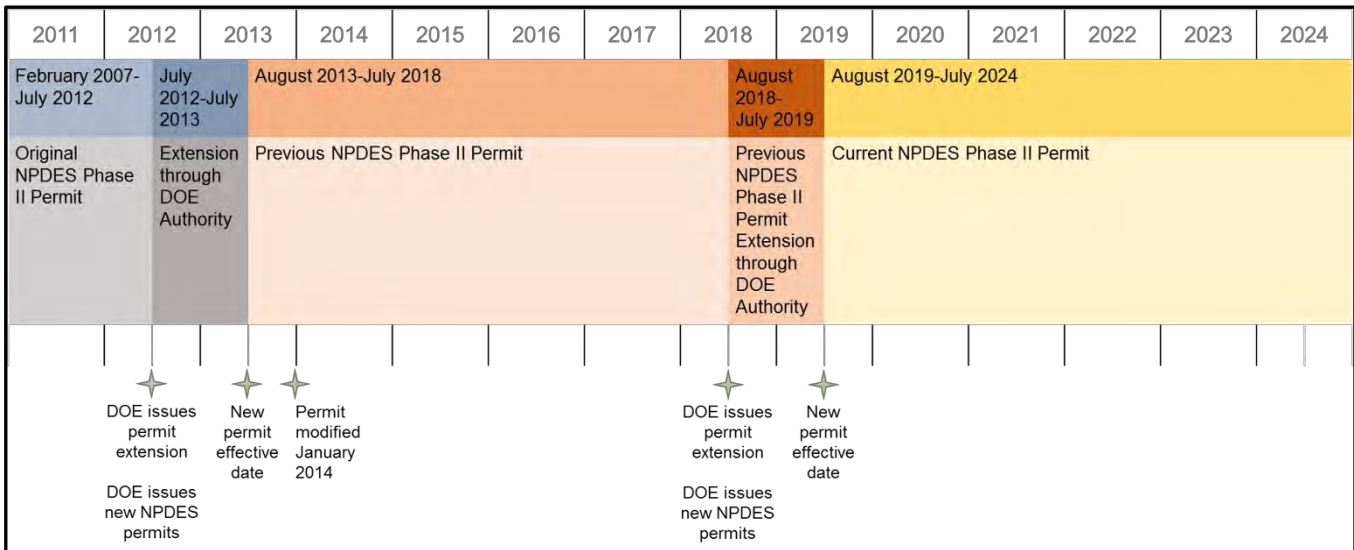 2011 2012 2013 2014 2015 2016 2017 2018 2019 2020 2021 2022 2023 2024
February 2007-
July 2012
July
2012-July
2013
August 2013-July 2018
August
2018-
July 2019
August 2019-July 2024
Original
NPDES Phase
II Permit
Extension
through
DOE
Authority
Previous NPDES Phase II Permit
Previous
NPDES
Phase II
Permit
Extension
through
DOE
Authority
Current NPDES Phase II Permit
DOE issues
permit
extension
DOE issues
new NPDES
permits
New
permit
effective
date
Permit
modified
January
2014
DOE issues
permit
extension
DOE issues
new NPDES
permits
New
permit
effective
date